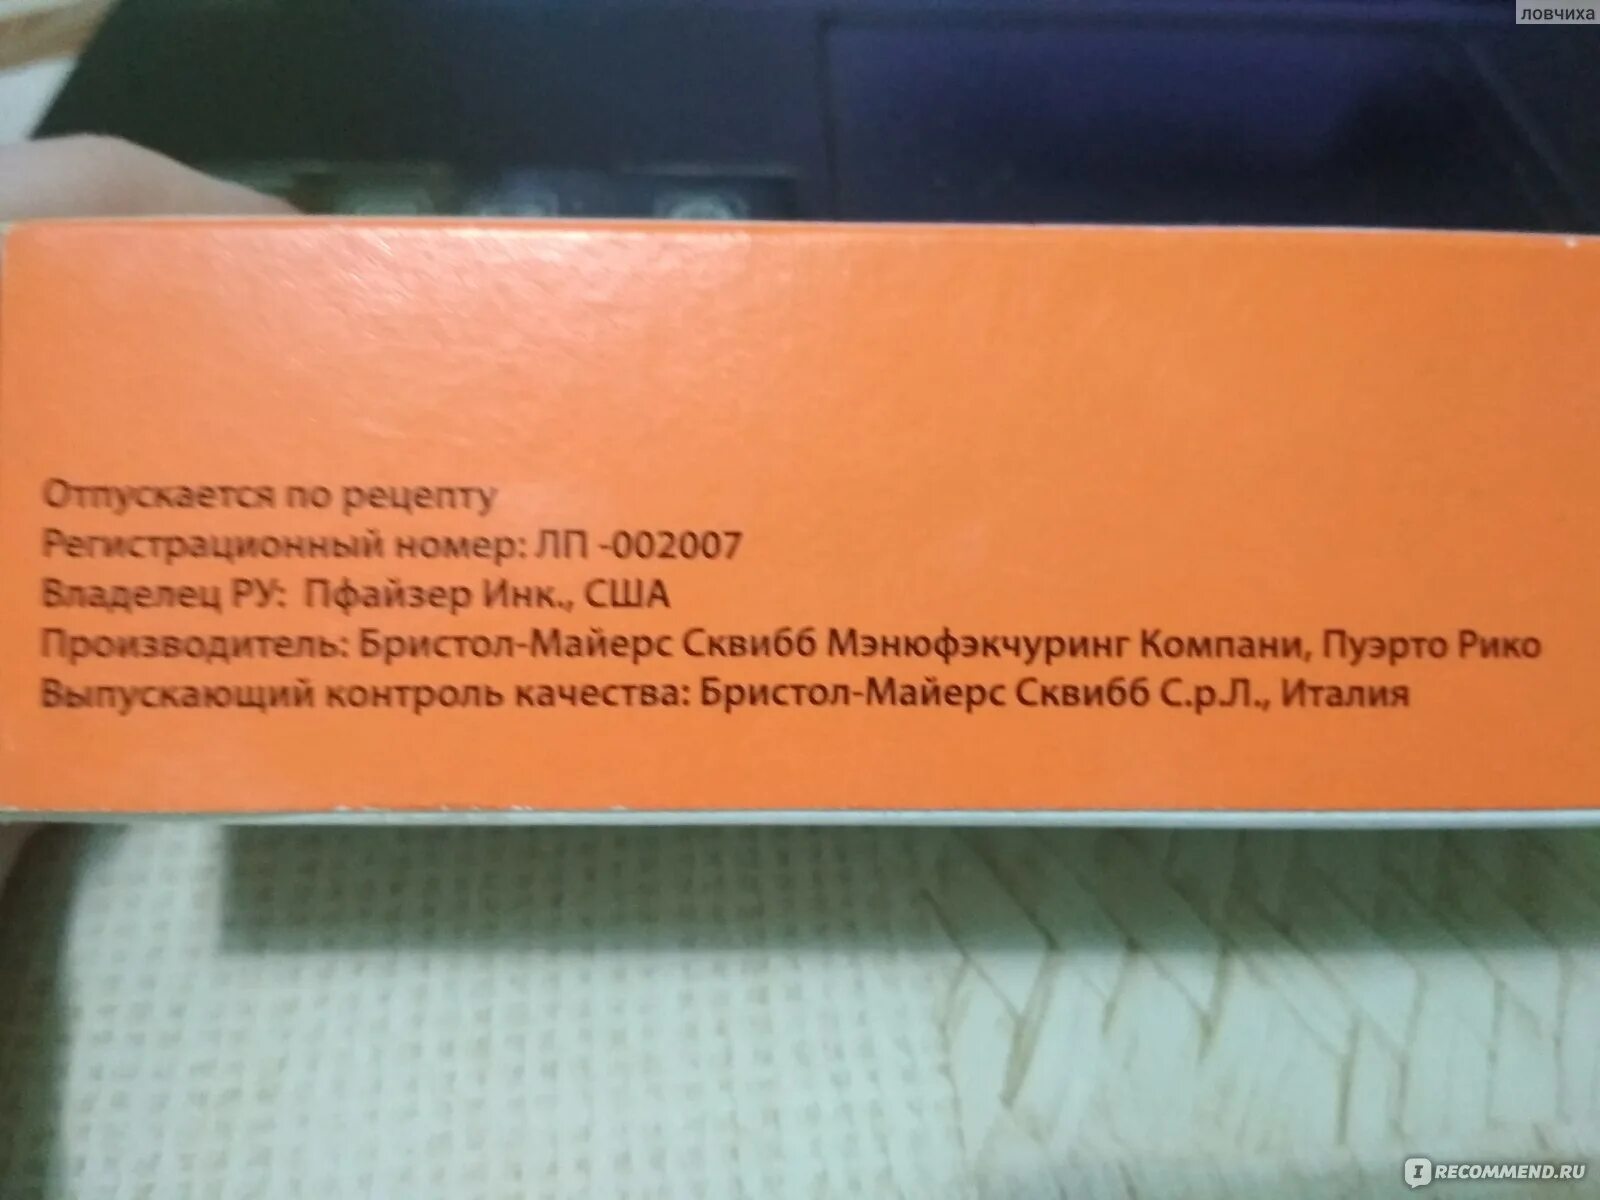 ловчиха
Отпускается по рецепту
Регистрационный номер: ЛП -002007
Владелец РУ: Пфайзер Инк., США
Производитель: Бристол-Майерс Сквибб Мэнюфэкчуринг Компани, Пуэрто Рико
Выпускающий контроль качества: Бристол-Майерс Сквибб С.р.Л., Италия
IRECOMMEND.RU